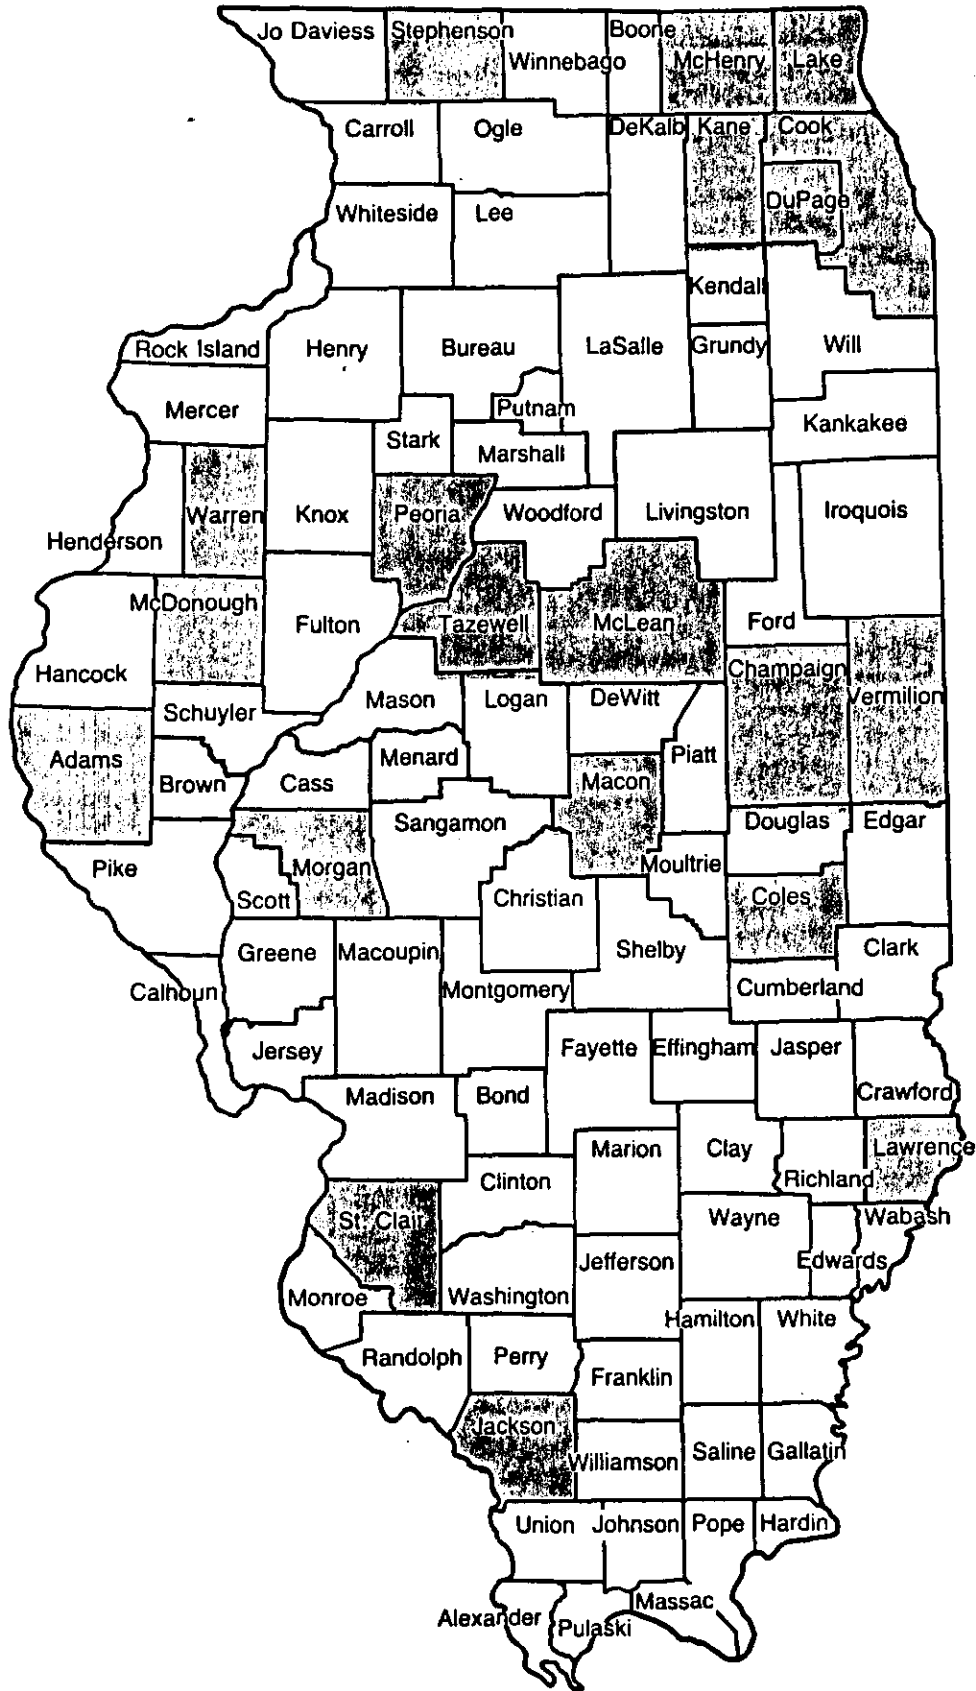 Jo Daviess Stephenson Winnebago Boone McHenry Lake
Carroll Ogle DeKalb Kane Cook
DuPage
Whiteside Lee
Kendall
Rock Island Henry Bureau LaSalle Grundy Will
Mercer Putnam Kankakee
Stark Marshall
Henderson Warren Knox Peoria Woodford Livingston Iroquois
McDonough Fulton Tazewell McLean Ford
Hancock Champaign
Schuyler Mason Logan DeWitt Vermilion
Adams Brown Cass Menard Macon Piatt
Sangamon Douglas Edgar
Pike Morgan Moultrie
Scott Christian Coles
Greene Macoupin Shelby Clark
Calhoun Montgomery Cumberland
Jersey Fayette Effingham Jasper
Madison Bond Crawford
Marion Clay Lawrence
Clinton Richland
St. Clair Wayne Wabash
Jefferson Edwards
Monroe Washington
Hamilton White
Randolph Perry
Franklin
Jackson
Williamson Saline Gallatin
Union Johnson Pope Hardin
Massac
Alexander Pulaski